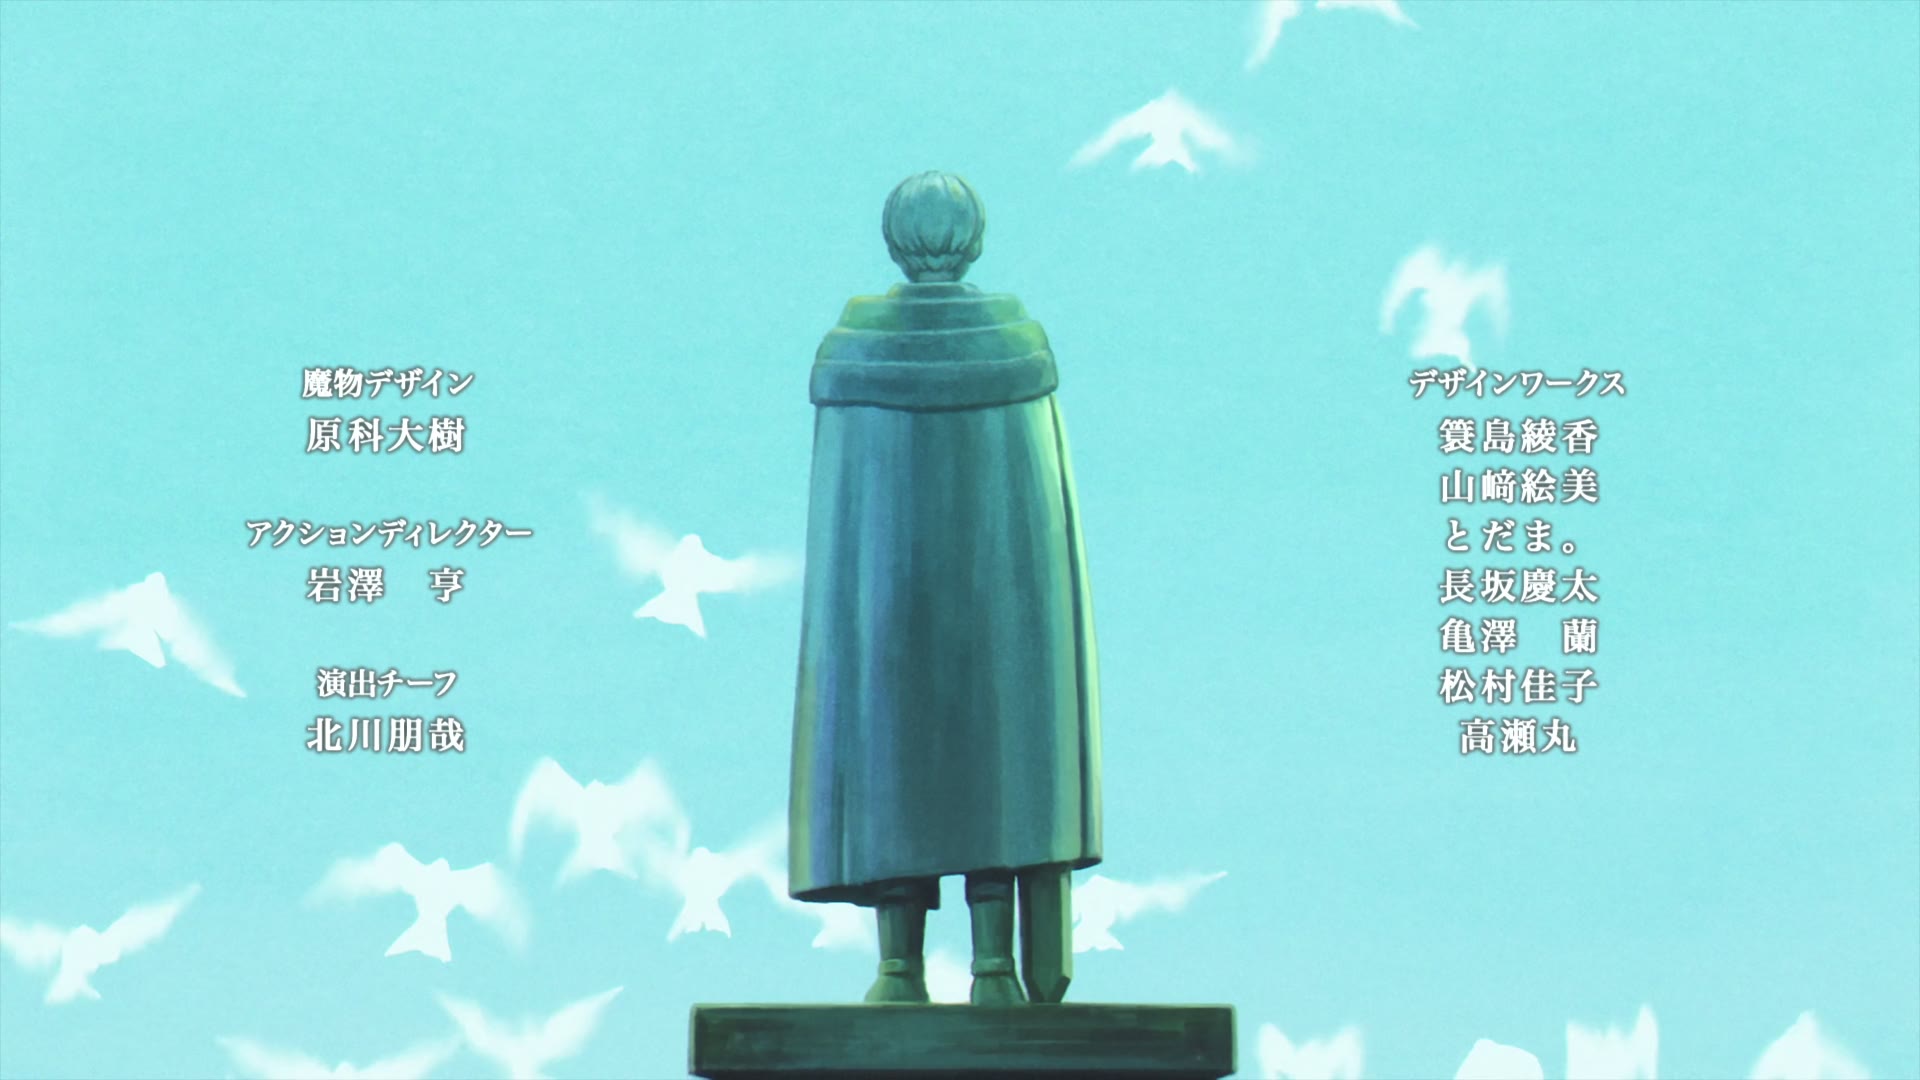 魔物デザイン
原科大樹
アクションディレクター
岩澤　亨
演出チーフ
北川朋哉
デザインワークス
簑島綾香
山﨑絵美
とだま。
長坂慶太
亀澤　蘭
松村佳子
高瀬丸